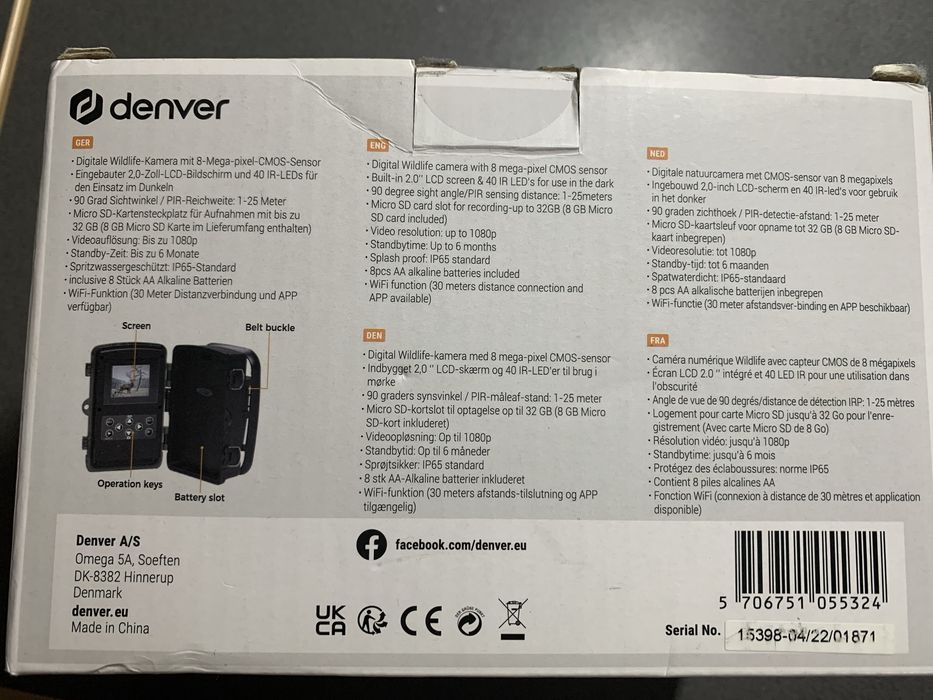 denver
GER
· Digitale Wildlife-Kamera mit 8-Mega-pixel-CMOS-Sensor
· Eingebauter 2,0-Zoll-LCD-Bildschirm und 40 IR-LEDs für
den Einsatz im Dunkeln
· 90 Grad Sichtwinkel / PIR-Reichweite: 1-25 Meter
· Micro SD-Kartensteckplatz für Aufnahmen mit bis zu
32 GB (8 GB Micro SD Karte im Lieferumfang enthalten)
· Videoauflösung: Bis zu 1080p
· Standby-Zeit: Bis zu 6 Monate
· Spritzwassergeschützt: IP65-Standard
· inclusive 8 Stück AA Alkaline Batterien
· WiFi-Funktion (30 Meter Distanzverbindung und APP
verfügbar)
ENG
· Digital Wildlife camera with 8 mega-pixel CMOS sensor
· Built-in 2.0" LCD screen & 40 IR LED's for use in the dark
· 90 degree sight angle/PIR sensing distance: 1-25meters
· Micro SD card slot for recording-up to 32GB (8 GB Micro
SD card included)
· Video resolution: up to 1080p
· Standbytime: Up to 6 months
· Splash proof: IP65 standard
· 8pcs AA alkaline batteries included
· WiFi function (30 meters distance connection and
APP available)
NED
· Digitale natuurcamera met CMOS-sensor van 8 megapixels
· Ingebouwd 2,0-inch LCD-scherm en 40 IR-led's voor gebruik
in het donker
· 90 graden zichthoek / PIR-detectie-afstand: 1-25 meter
· Micro SD-kaartsleuf voor opname tot 32 GB (8 GB Micro SD-
kaart inbegrepen)
· Videoresolutie: tot 1080p
· Standby-tijd: tot 6 maanden
· Spatwaterdicht: IP65-standaard
· 8 pcs AA alkalische batterijen inbegrepen
· WiFi-functie (30 meter afstandsver-binding en APP beschikbaar)
Screen
Belt buckle
Operation keys
Battery slot
DEN
· Digital Wildlife-kamera med 8 mega-pixel CMOS-sensor
· Indbygget 2,0 " LCD-skærm og 40 IR-LED'er til brug i
mørke
· 90 graders synsvinkel / PIR-måleaf-stand: 1-25 meter
· Micro SD-kortslot til optagelse op til 32 GB (8 GB Micro
SD-kort inkluderet)
· Videoopløsning: Op til 1080p
· Standbytid: Op til 6 måneder
· Sprøjtsikker: IP65 standard
· 8 stk AA-Alkaline batterier inkluderet
· WiFi-funktion (30 meters afstands-tilslutning og APP
tilgængelig)
FRA
· Caméra numérique Wildlife avec capteur CMOS de 8 mégapixels
· Écran LCD 2.0 " intégré et 40 LED IR pour une utilisation dans
l'obscurité
· Angle de vue de 90 degrés/distance de détection IRP: 1-25 mètres
· Logement pour carte Micro SD jusqu'à 32 Go pour l'enre-
gistrement (Avec carte Micro SD de 8 Go)
· Résolution vidéo: jusqu'à 1080p
· Standbytime: jusqu'à 6 mois
· Protégez des éclaboussures: norme IP65
· Contient 8 piles alcalines AA
· Fonction WiFi (connexion à distance de 30 mètres et application
disponible)
Denver A/S
Omega 5A, Soeften
DK-8382 Hinnerup
Denmark
denver.eu
Made in China
facebook.com/denver.eu
UK
CA
CE
DER GRÜNE PUNKT
5 706751 055324
Serial No. 15398-04/22/01871